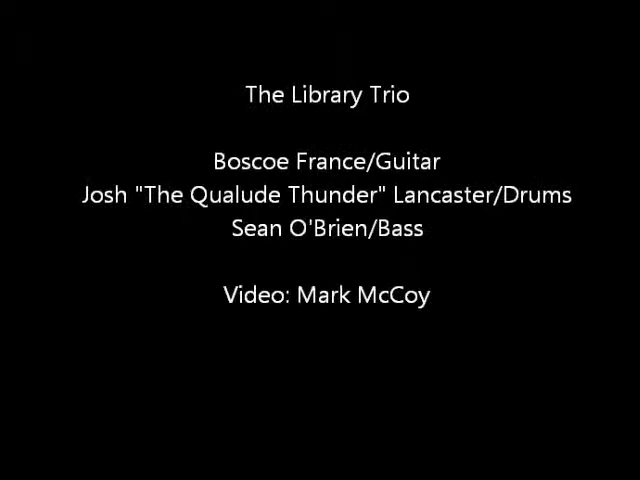 The Library Trio
Boscoe France/Guitar
Josh "The Qualude Thunder" Lancaster/Drums
Sean O'Brien/Bass
Video: Mark McCoy